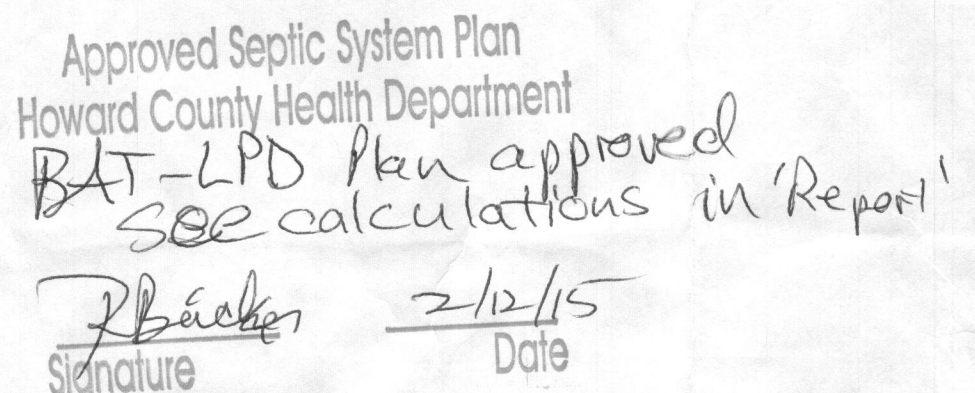 Approved Septic System Plan
Howard County Health Department
BAT-LPD Plan approved
see calculations in 'Report'
RBricker 2/12/15
Signature Date